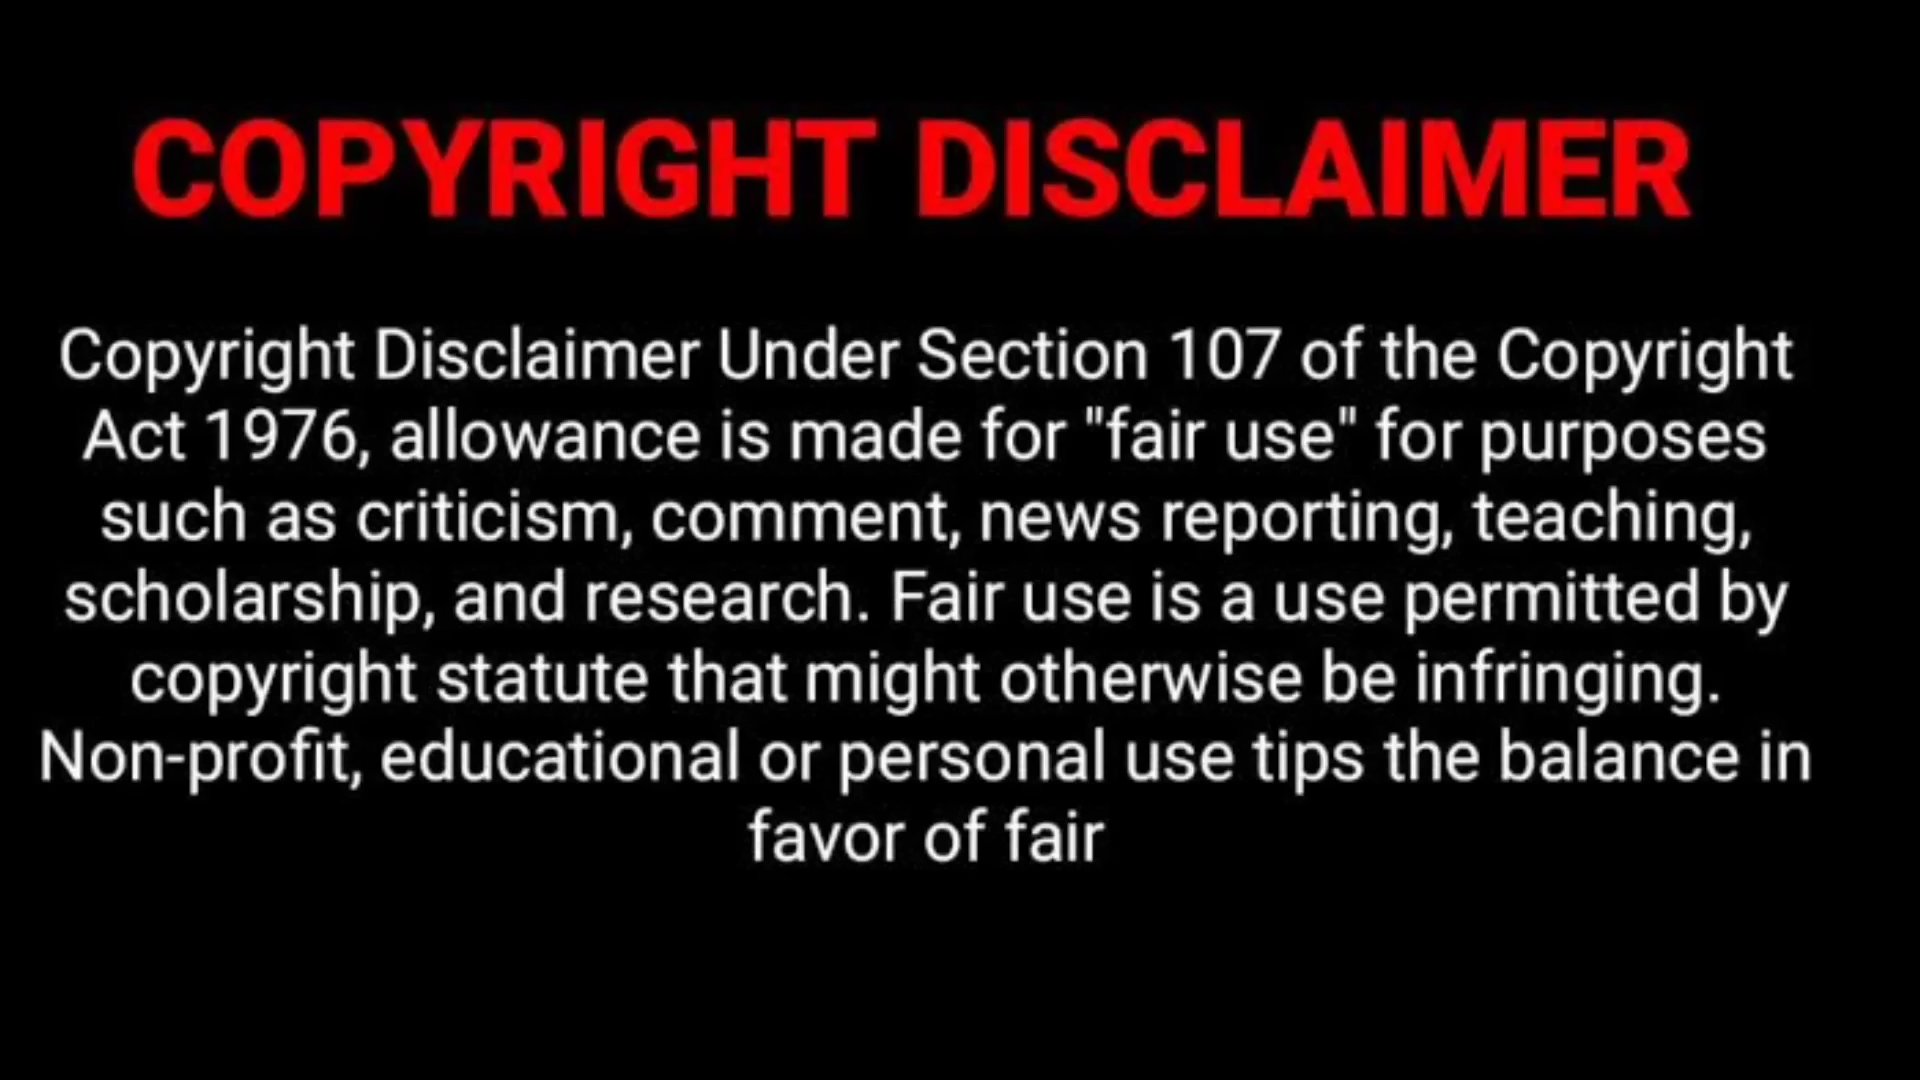 COPYRIGHT DISCLAIMER
Copyright Disclaimer Under Section 107 of the Copyright
Act 1976, allowance is made for "fair use" for purposes
such as criticism, comment, news reporting, teaching,
scholarship, and research. Fair use is a use permitted by
copyright statute that might otherwise be infringing.
Non-profit, educational or personal use tips the balance in
favor of fair